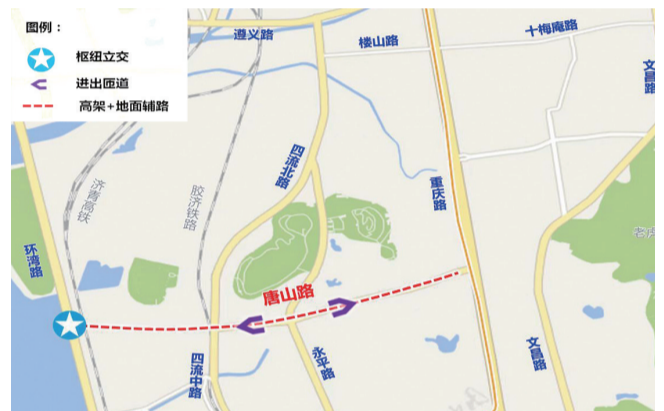 图例：
枢纽立交
进出匝道
高架+地面辅路
遵义路
楼山路
十梅庵路
文昌路
四流北路
重庆路
济青高铁
胶济铁路
环湾路
老虎
唐山路
四流中路
永平路
文昌路